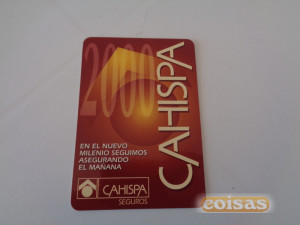 2000
CAHISPA
EN EL NUEVO
MILENIO SEGUIMOS
ASEGURANDO
EL MAÑANA
CAHISPA
SEGUROS
coisas